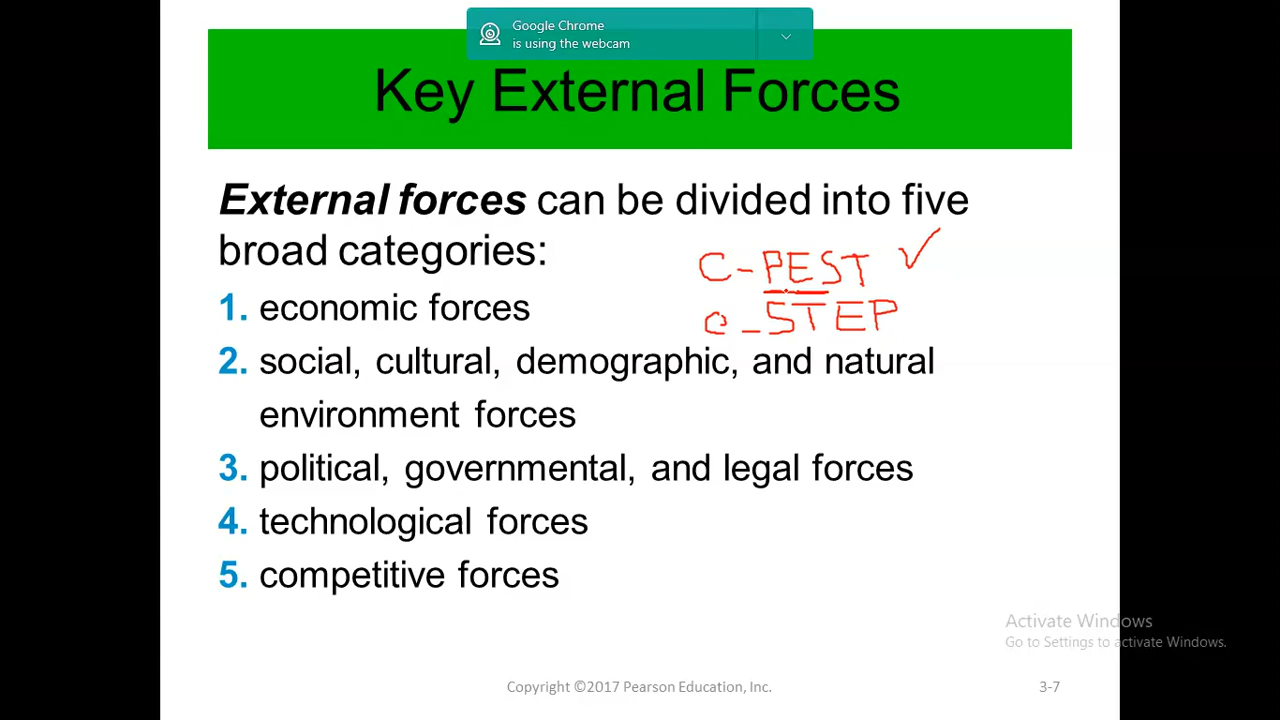 Google Chrome
is using the webcam
Key External Forces
External forces can be divided into five
broad categories:
C-PEST ✓
1. economic forces
c-STEP
2. social, cultural, demographic, and natural
environment forces
3. political, governmental, and legal forces
4. technological forces
5. competitive forces
Activate Windows
Go to Settings to activate Windows.
Copyright ©2017 Pearson Education, Inc.
3-7